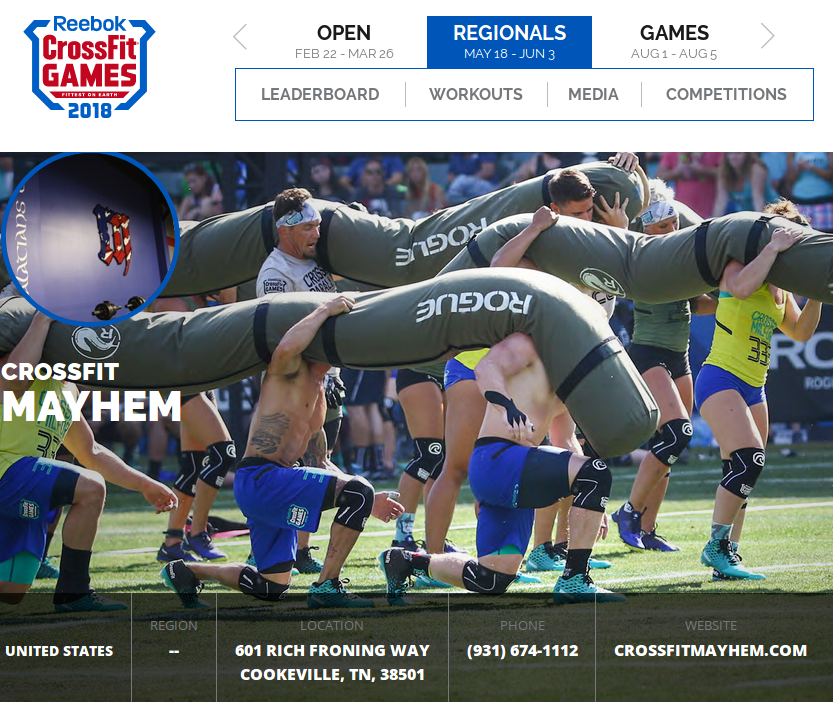 Reebok
CrossFit
GAMES
FITTEST ON EARTH
2018
OPEN
FEB 22 - MAR 26
REGIONALS
MAY 18 - JUN 3
GAMES
AUG 1 - AUG 5
LEADERBOARD
WORKOUTS
MEDIA
COMPETITIONS
ROGUE
ROGUE
R
33
CROSSFIT
MAYHEM
UNITED STATES
REGION
--
LOCATION
601 RICH FRONING WAY
COOKEVILLE, TN, 38501
PHONE
(931) 674-1112
WEBSITE
CROSSFITMAYHEM.COM